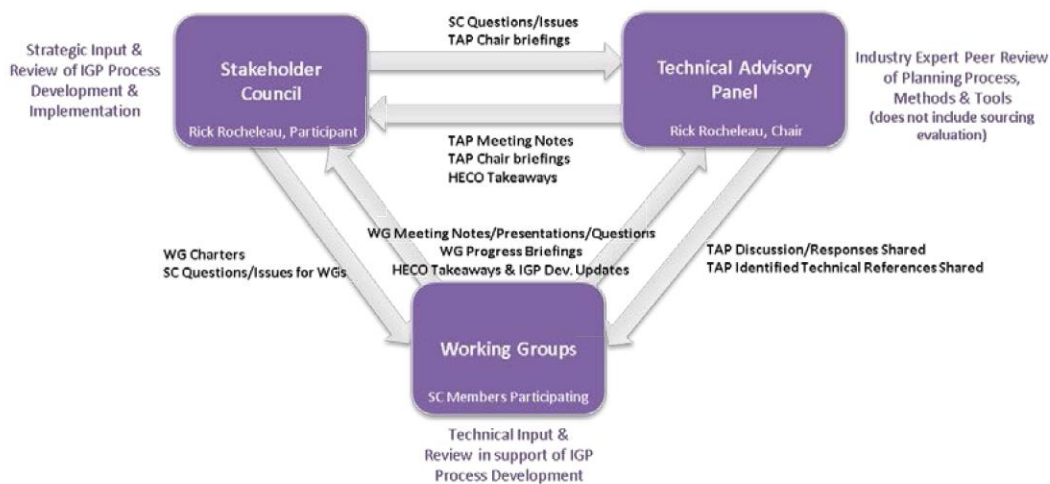 SC Questions/Issues
TAP Chair briefings
Strategic Input &
Review of IGP Process
Development &
Implementation
Stakeholder
Council
Rick Rocheleau, Participant
Technical Advisory
Panel
Rick Rocheleau, Chair
Industry Expert Peer Review
of Planning Process,
Methods & Tools
(does not include sourcing
evaluation)
TAP Meeting Notes
TAP Chair briefings
HECO Takeaways
WG Charters
SC Questions/Issues for WGs
WG Meeting Notes/Presentations/Questions
WG Progress Briefings
HECO Takeaways & IGP Dev. Updates
TAP Discussion/Responses Shared
TAP Identified Technical References Shared
Working Groups
SC Members Participating
Technical Input &
Review in support of IGP
Process Development